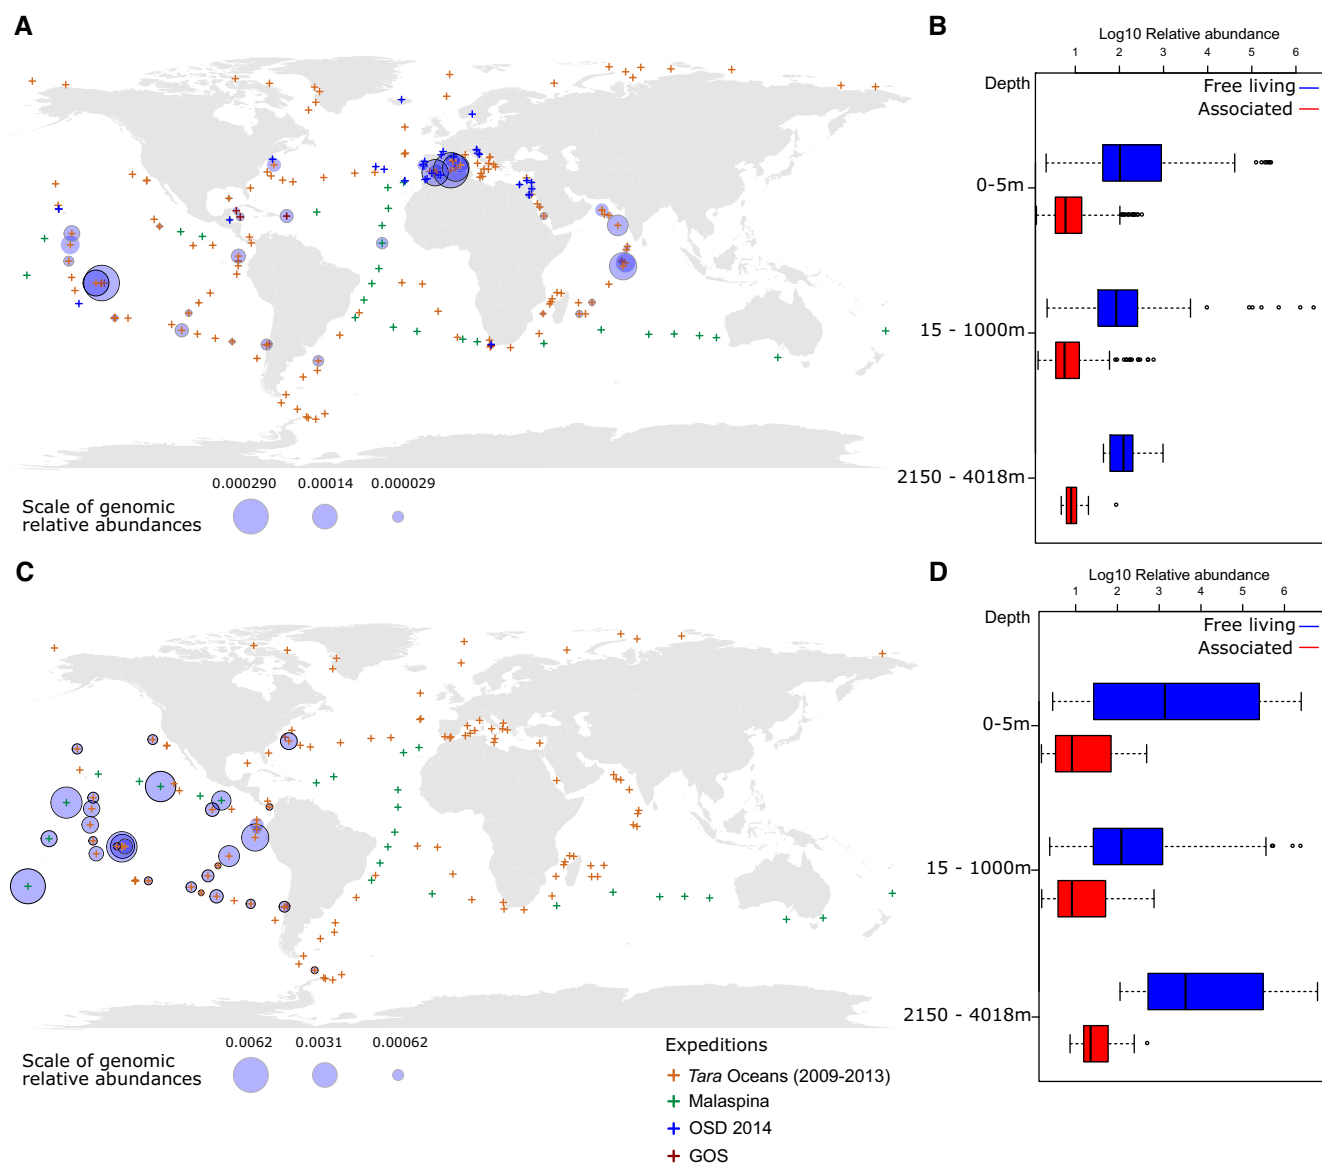 A
B
Log10 Relative abundance
1 2 3 4 5 6
Depth
Free living
Associated
0-5m
15 - 1000m
2150 - 4018m
0.000290 0.00014 0.000029
Scale of genomic
relative abundances
C
D
Log10 Relative abundance
1 2 3 4 5 6
Depth
Free living
Associated
0-5m
15 - 1000m
2150 - 4018m
0.0062 0.0031 0.00062
Scale of genomic
relative abundances
Expeditions
Tara Oceans (2009-2013)
Malaspina
OSD 2014
GOS